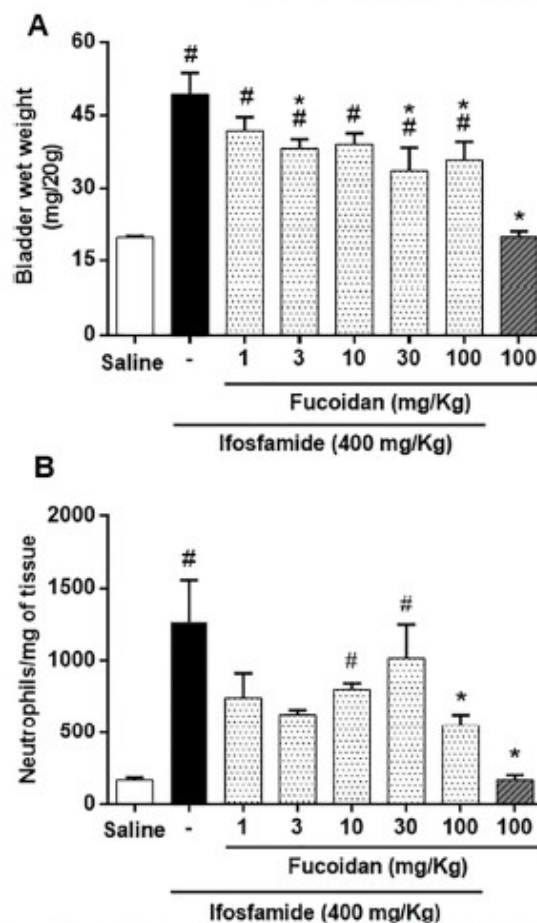 A
Bladder wet weight
(mg/20g)
60
45
30
15
0
# # * # # * # * # *
Saline - 1 3 10 30 100 100
Fucoidan (mg/Kg)
Ifosfamide (400 mg/Kg)
B
Neutrophils/mg of tissue
2000
1500
1000
500
0
# # # * *
Saline - 1 3 10 30 100 100
Fucoidan (mg/Kg)
Ifosfamide (400 mg/Kg)